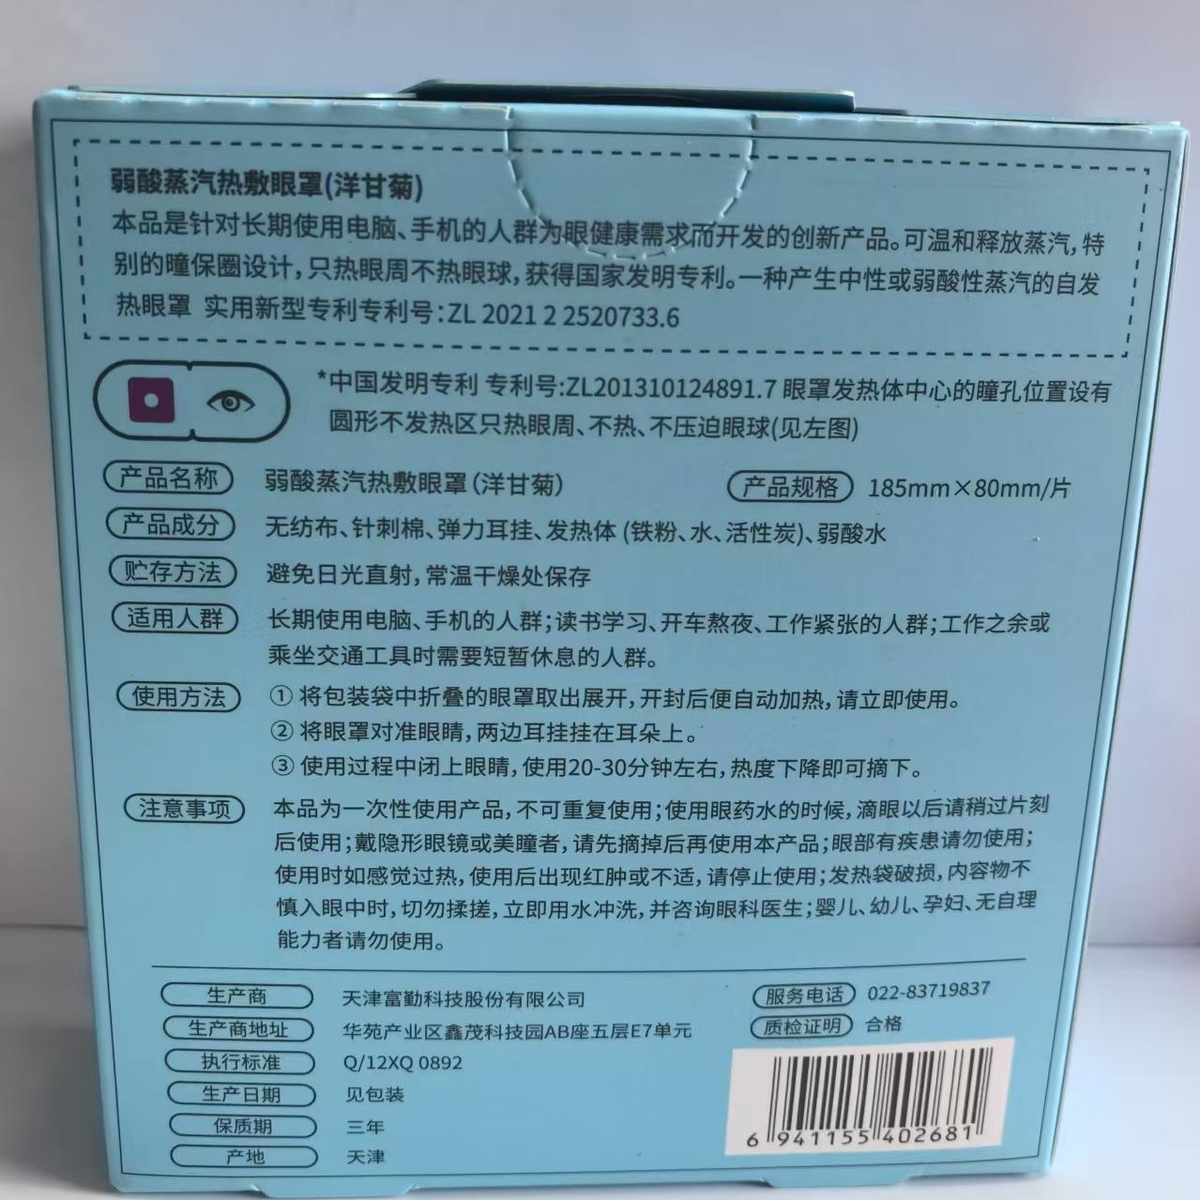 弱酸蒸汽热敷眼罩(洋甘菊)
本品是针对长期使用电脑、手机的人群为眼健康需求而开发的创新产品。可温和释放蒸汽，特
别的瞳保圈设计，只热眼周不热眼球，获得国家发明专利。一种产生中性或弱酸性蒸汽的自发
热眼罩 实用新型专利专利号：ZL 2021 2 2520733.6
*中国发明专利 专利号:ZL201310124891.7 眼罩发热体中心的瞳孔位置设有
圆形不发热区只热眼周、不热、不压迫眼球(见左图)
产品名称 弱酸蒸汽热敷眼罩(洋甘菊) 产品规格 185mm×80mm/片
产品成分 无纺布、针刺棉、弹力耳挂、发热体 (铁粉、水、活性炭)、弱酸水
贮存方法 避免日光直射，常温干燥处保存
适用人群 长期使用电脑、手机的人群；读书学习、开车熬夜、工作紧张的人群；工作之余或
乘坐交通工具时需要短暂休息的人群。
使用方法 ① 将包装袋中折叠的眼罩取出展开，开封后便自动加热，请立即使用。
② 将眼罩对准眼睛，两边耳挂挂在耳朵上。
③ 使用过程中闭上眼睛，使用20-30分钟左右，热度下降即可摘下。
注意事项 本品为一次性使用产品，不可重复使用；使用眼药水的时候，滴眼以后请稍过片刻
后使用；戴隐形眼镜或美瞳者，请先摘掉后再使用本产品；眼部有疾患请勿使用；
使用时如感觉过热，使用后出现红肿或不适，请停止使用；发热袋破损，内容物不
慎入眼中时，切勿揉搓，立即用水冲洗，并咨询眼科医生；婴儿、幼儿、孕妇、无自理
能力者请勿使用。
生产商 天津富勤科技股份有限公司 服务电话 022-83719837
生产商地址 华苑产业区鑫茂科技园AB座五层E7单元 质检证明 合格
执行标准 Q/12XQ 0892
生产日期 见包装
保质期 三年
产地 天津
6 941155 402681